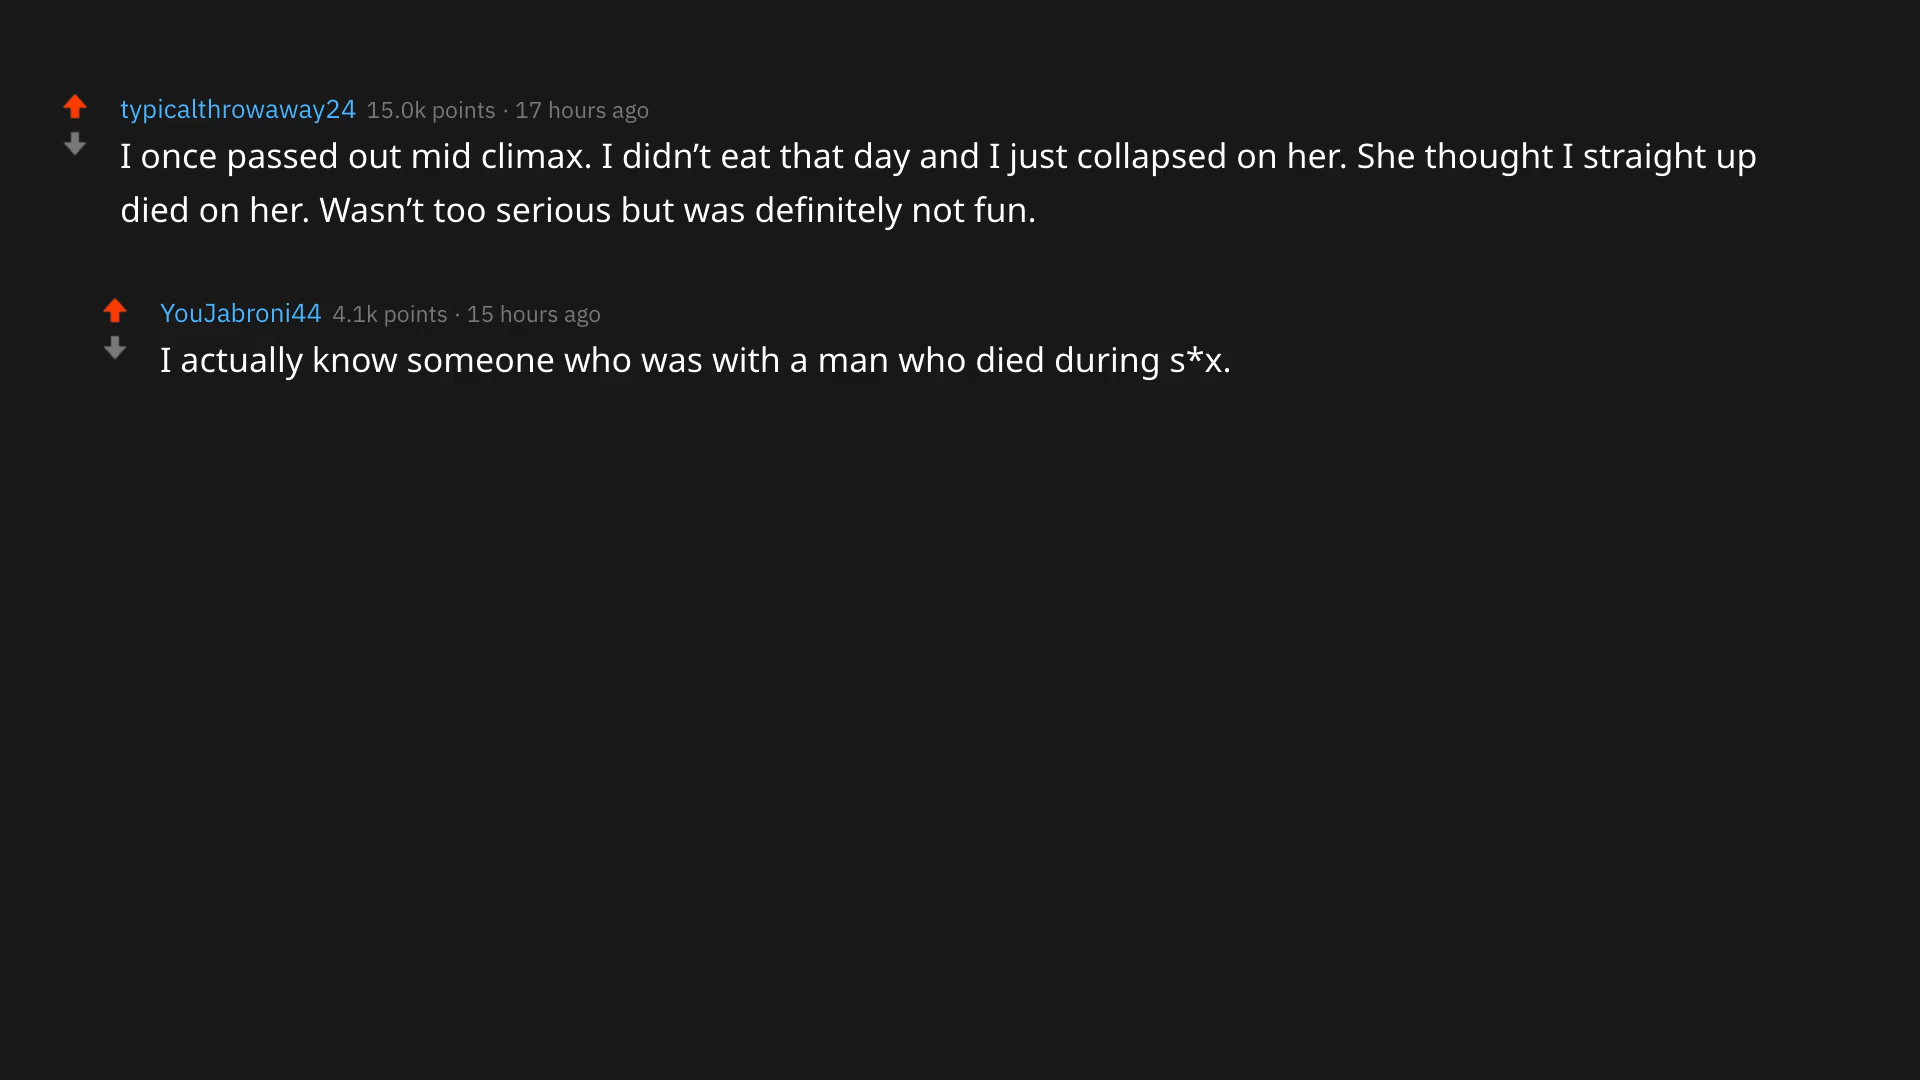 typicalthrowaway24 15.0k points · 17 hours ago
I once passed out mid climax. I didn’t eat that day and I just collapsed on her. She thought I straight up
died on her. Wasn’t too serious but was definitely not fun.
YouJabroni44 4.1k points · 15 hours ago
I actually know someone who was with a man who died during s*x.